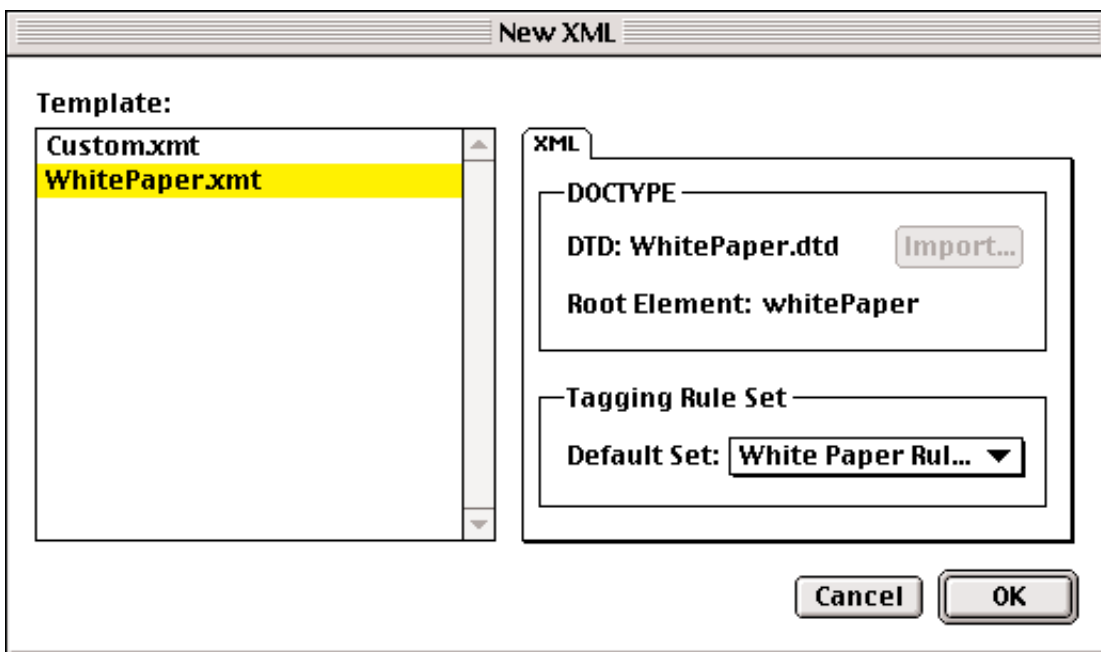 New XML
Template:
Custom.xmt
WhitePaper.xmt
XML
DOCTYPE
DTD: WhitePaper.dtd
Import...
Root Element: whitePaper
Tagging Rule Set
Default Set: White Paper Rul...
Cancel
OK